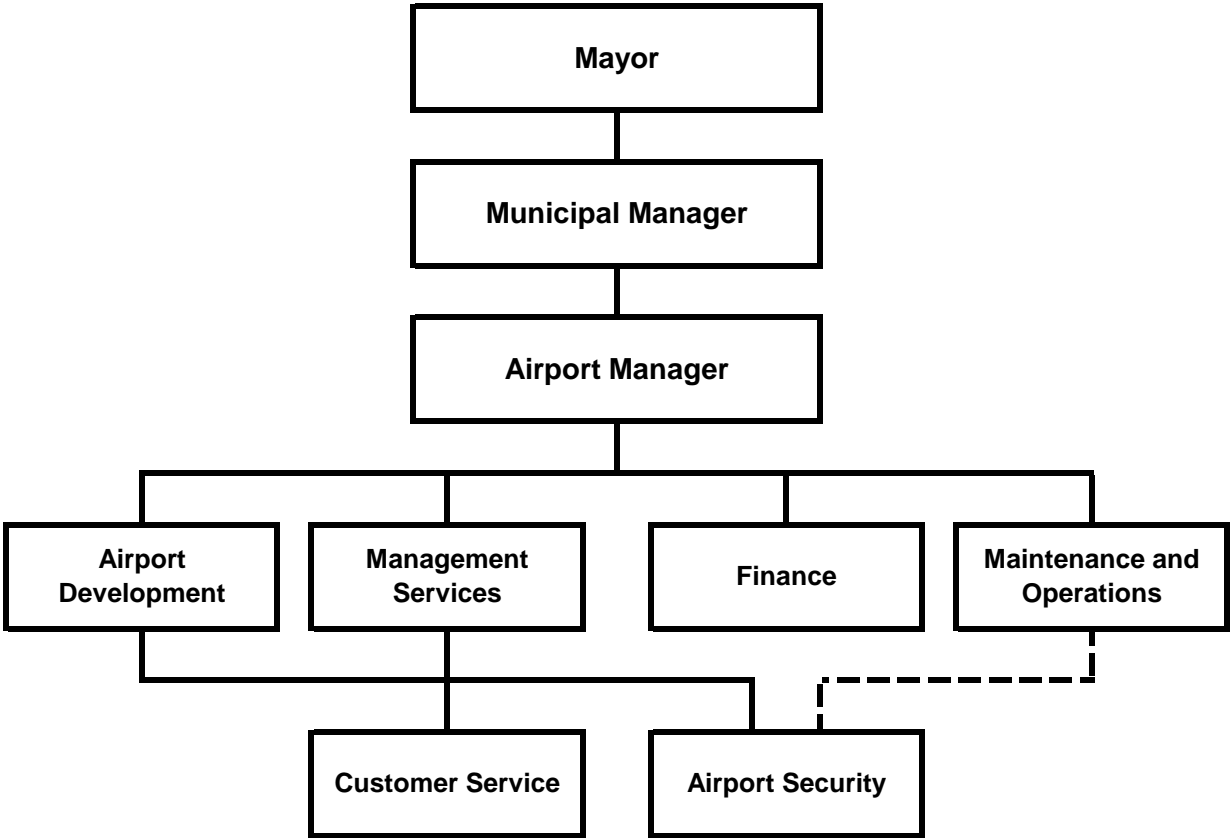 Mayor
Municipal Manager
Airport Manager
Airport
Development
Management
Services
Finance
Maintenance and
Operations
Customer Service
Airport Security